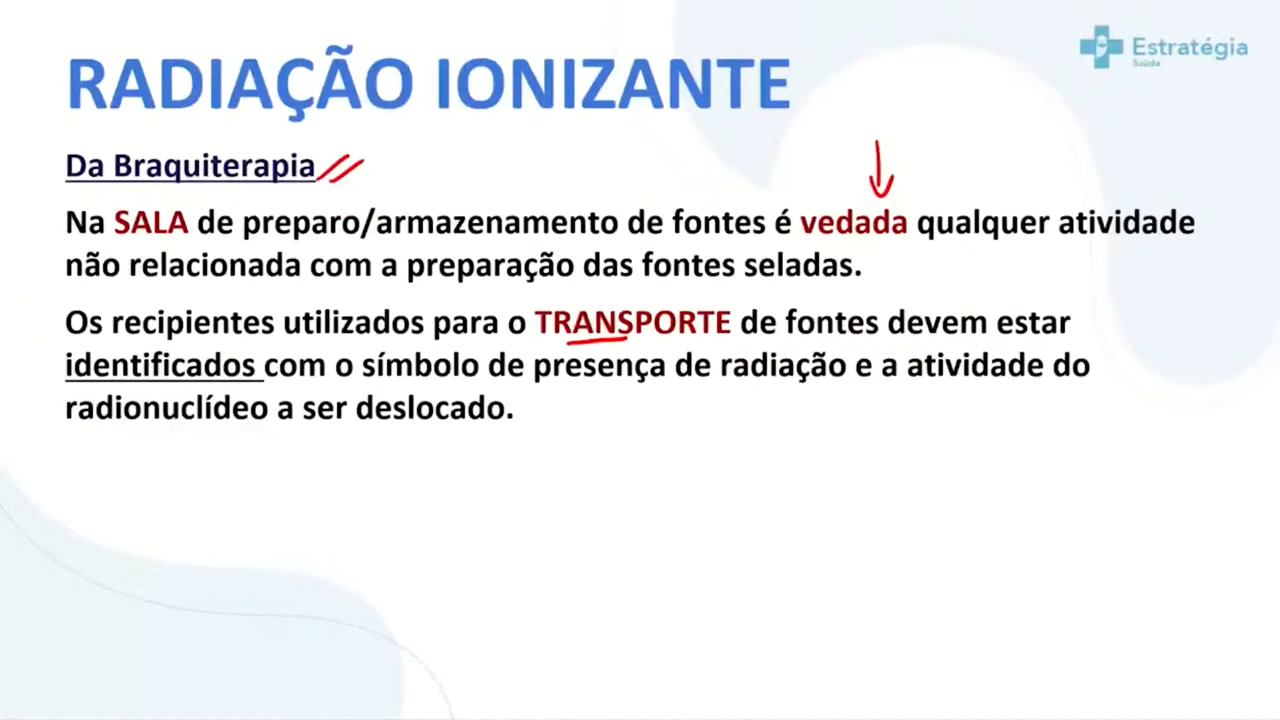 Estratégia
Saúde
RADIAÇÃO IONIZANTE
Da Braquiterapia
Na SALA de preparo/armazenamento de fontes é vedada qualquer atividade
não relacionada com a preparação das fontes seladas.
Os recipientes utilizados para o TRANSPORTE de fontes devem estar
identificados com o símbolo de presença de radiação e a atividade do
radionuclídeo a ser deslocado.